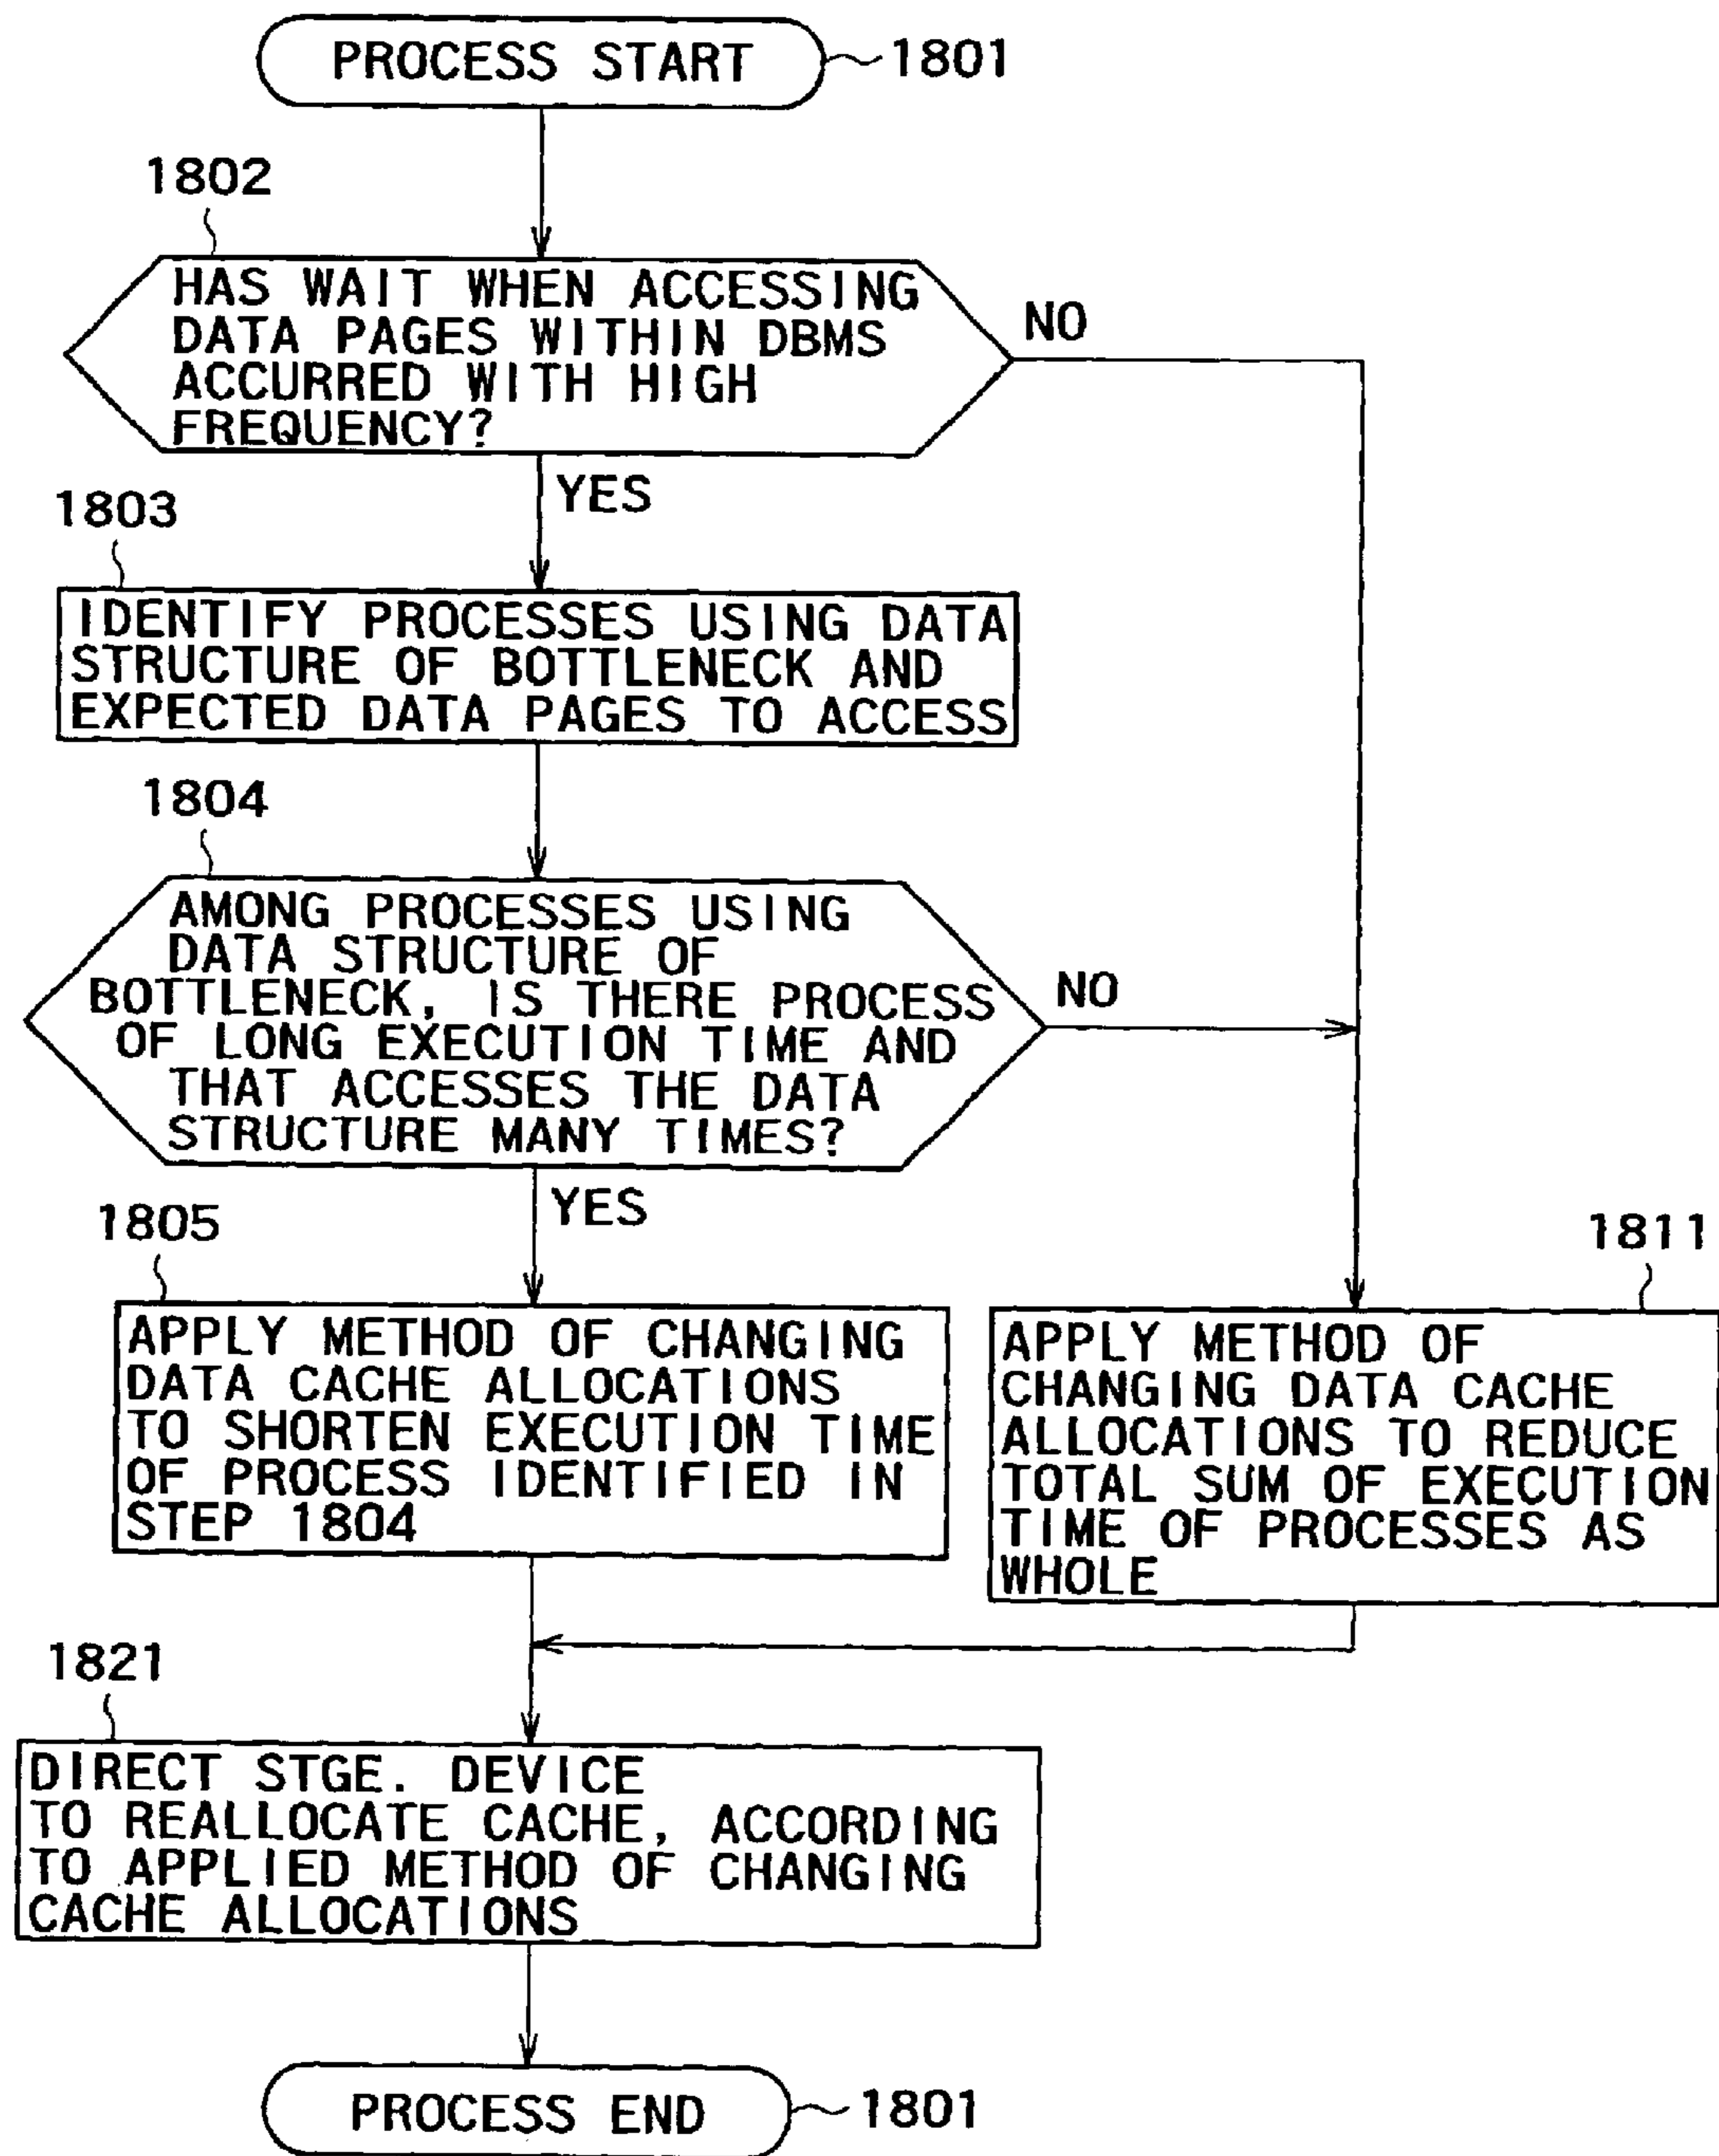 PROCESS START
1801
1802
HAS WAIT WHEN ACCESSING
DATA PAGES WITHIN DBMS
ACCURRED WITH HIGH
FREQUENCY?
NO
YES
1803
IDENTIFY PROCESSES USING DATA
STRUCTURE OF BOTTLENECK AND
EXPECTED DATA PAGES TO ACCESS
1804
AMONG PROCESSES USING
DATA STRUCTURE OF
BOTTLENECK, IS THERE PROCESS
OF LONG EXECUTION TIME AND
THAT ACCESSES THE DATA
STRUCTURE MANY TIMES?
NO
YES
1805
APPLY METHOD OF CHANGING
DATA CACHE ALLOCATIONS
TO SHORTEN EXECUTION TIME
OF PROCESS IDENTIFIED IN
STEP 1804
1811
APPLY METHOD OF
CHANGING DATA CACHE
ALLOCATIONS TO REDUCE
TOTAL SUM OF EXECUTION
TIME OF PROCESSES AS
WHOLE
1821
DIRECT STGE. DEVICE
TO REALLOCATE CACHE, ACCORDING
TO APPLIED METHOD OF CHANGING
CACHE ALLOCATIONS
PROCESS END
1801